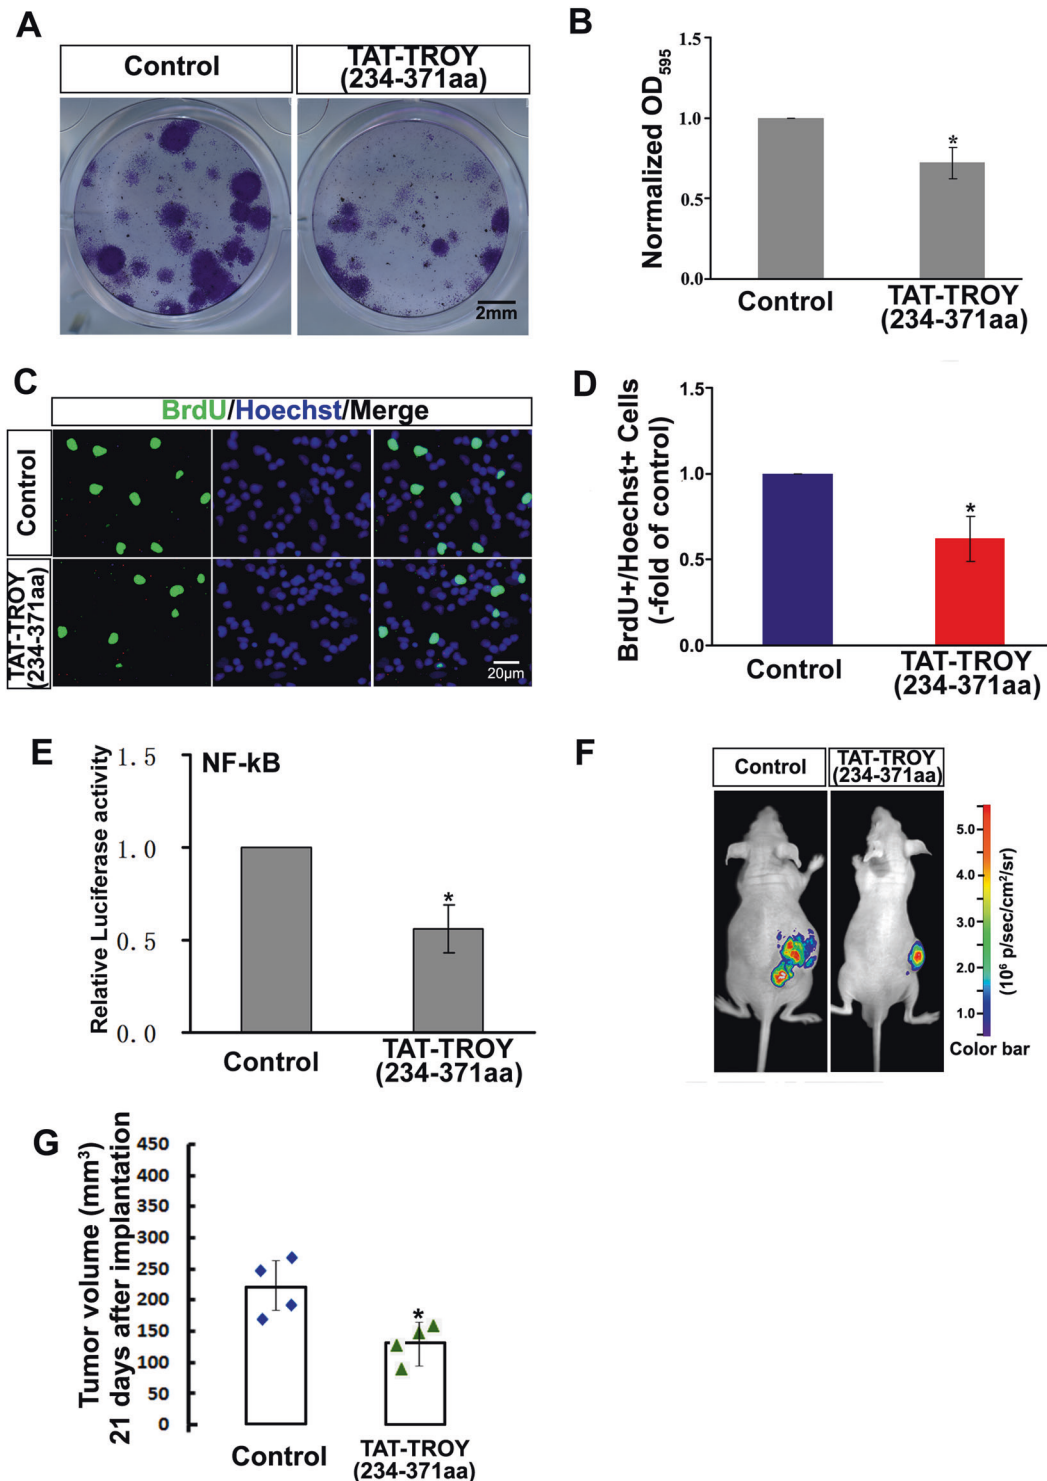 A
Control
TAT-TROY
(234-371aa)
2mm
B
Normalized OD595
1.5
1.0
0.5
0.0
*
Control
TAT-TROY
(234-371aa)
C
BrdU/Hoechst/Merge
Control
TAT-TROY
(234-371aa)
20µm
D
BrdU+/Hoechst+ Cells
(-fold of control)
1.5
1.0
0.5
0.0
*
Control
TAT-TROY
(234-371aa)
E
NF-kB
Relative Luciferase activity
1.5
1.0
0.5
0.0
*
Control
TAT-TROY
(234-371aa)
F
Control
TAT-TROY
(234-371aa)
5.0
4.0
3.0
2.0
1.0
(10⁶ p/sec/cm²/sr)
Color bar
G
Tumor volume (mm³)
21 days after implantation
450
400
350
300
250
200
150
100
50
0
*
Control
TAT-TROY
(234-371aa)